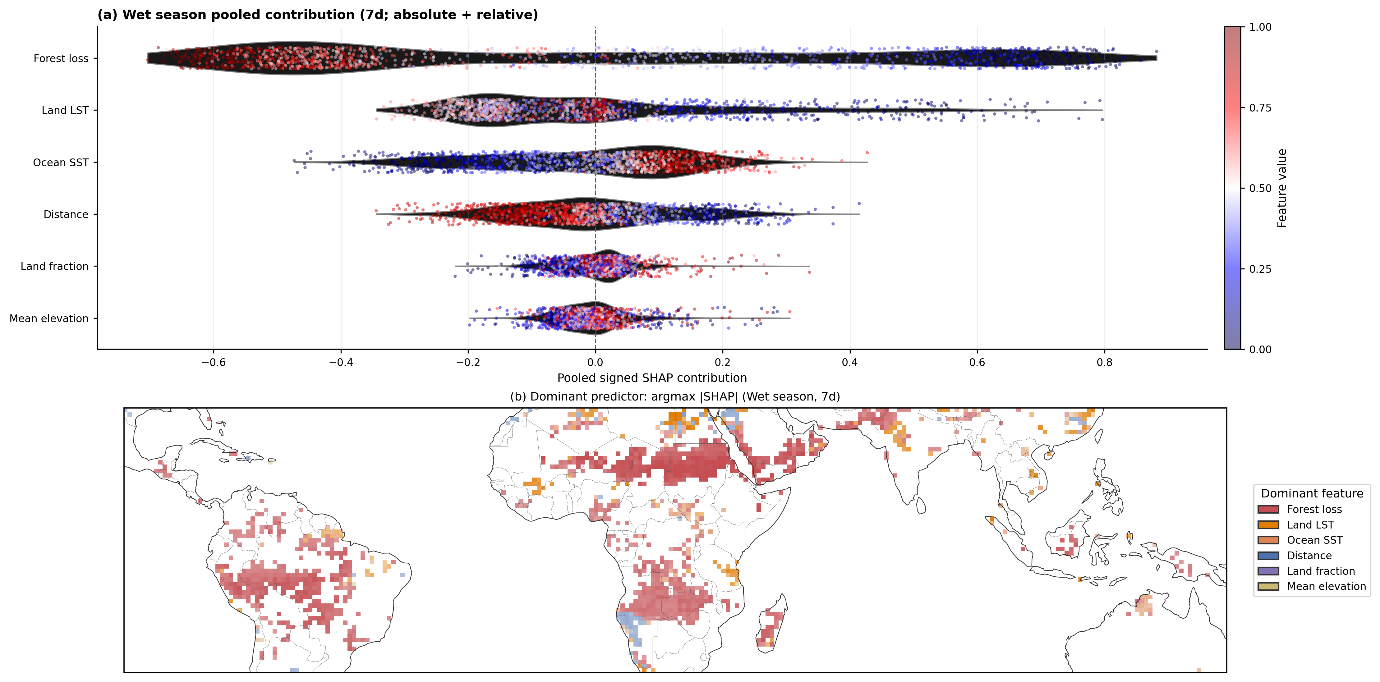 (a) Wet season pooled contribution (7d; absolute + relative)
Forest loss
Land LST
Ocean SST
Distance
Land fraction
Mean elevation
−0.6 −0.4 −0.2 0.0 0.2 0.4 0.6 0.8
Pooled signed SHAP contribution
1.00
0.75
0.50
0.25
0.00
Feature value
(b) Dominant predictor: argmax |SHAP| (Wet season, 7d)
Dominant feature
Forest loss
Land LST
Ocean SST
Distance
Land fraction
Mean elevation